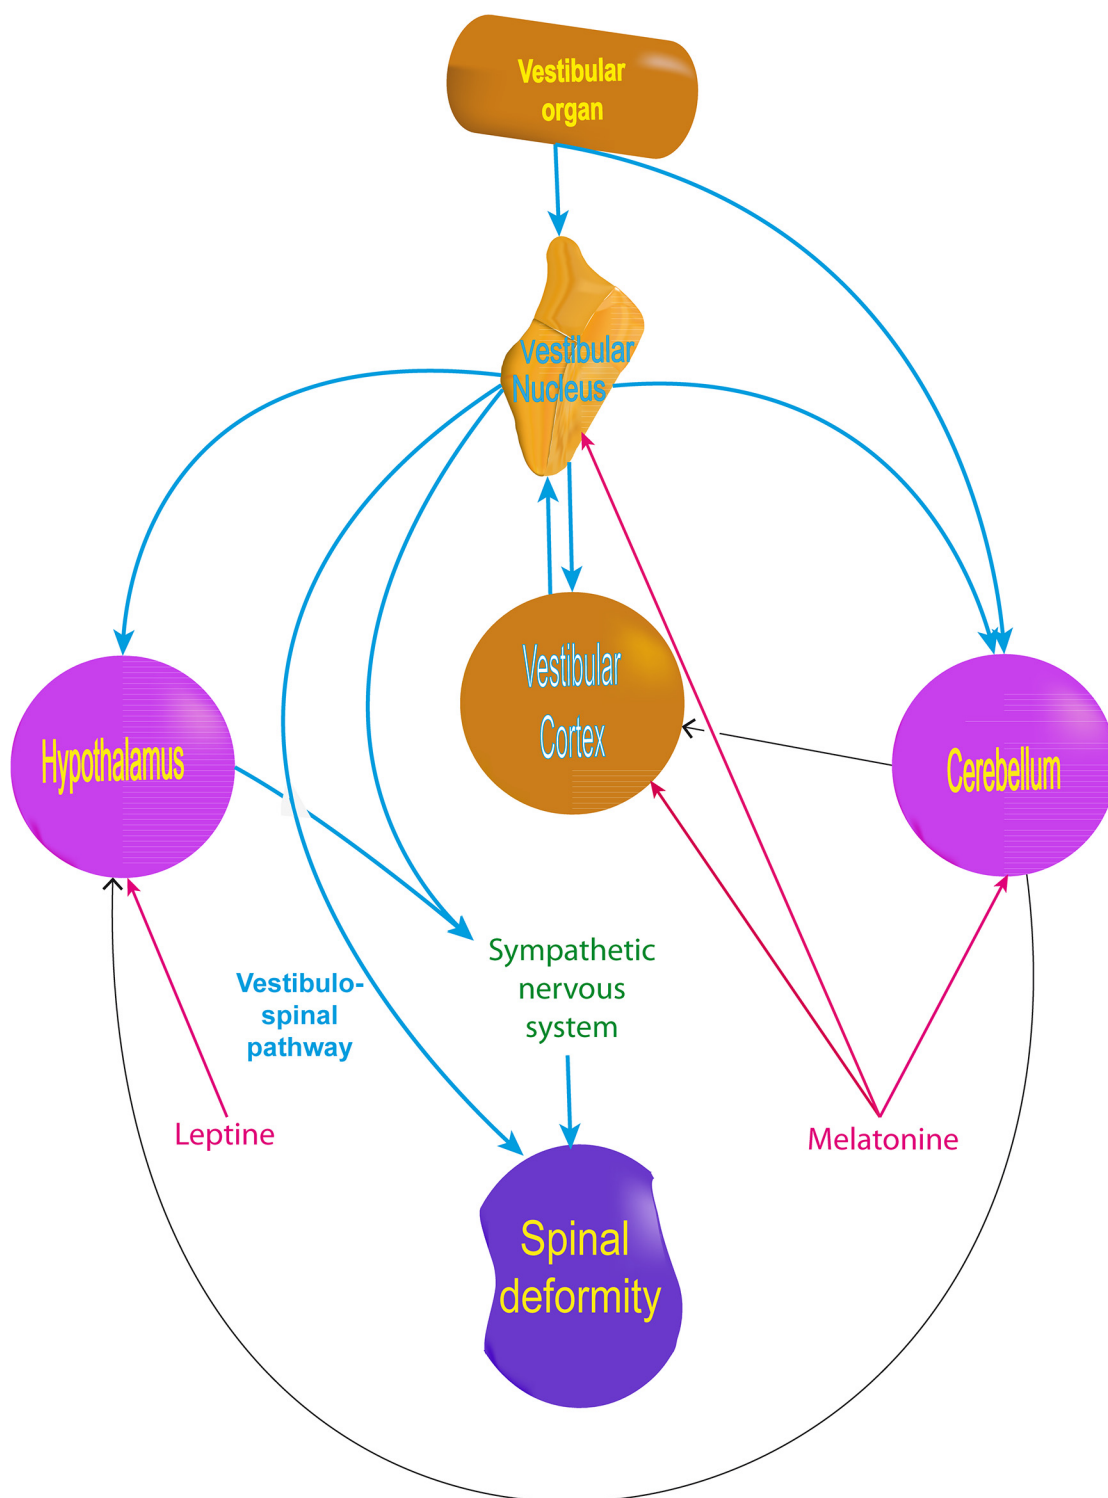 Vestibular
organ
Vestibular
Nucleus
Vestibular
Cortex
Hypothalamus
Cerebellum
Sympathetic
nervous
system
Vestibulo-
spinal
pathway
Leptine
Melatonine
Spinal
deformity